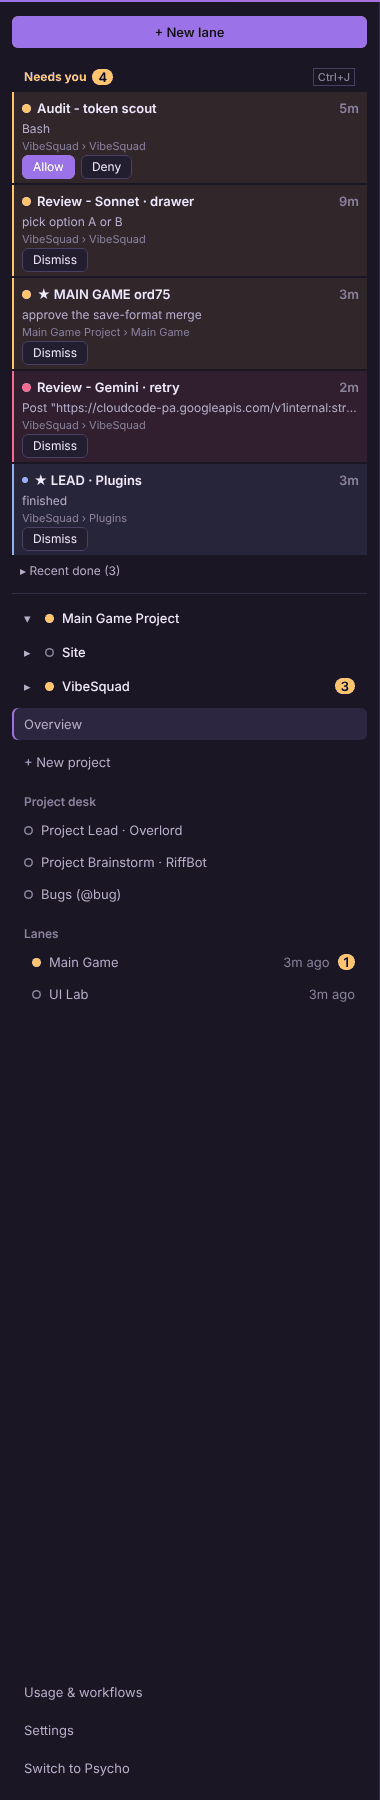 + New lane
Needs you 4 Ctrl+J
Audit - token scout 5m
Bash
VibeSquad › VibeSquad
Allow Deny
Review - Sonnet · drawer 9m
pick option A or B
VibeSquad › VibeSquad
Dismiss
★ MAIN GAME ord75 3m
approve the save-format merge
Main Game Project › Main Game
Dismiss
Review - Gemini · retry 2m
Post "https://cloudcode-pa.googleapis.com/v1internal:str...
VibeSquad › VibeSquad
Dismiss
★ LEAD · Plugins 3m
finished
VibeSquad › Plugins
Dismiss
▸ Recent done (3)
▾ Main Game Project
▸ Site
▸ VibeSquad 3
Overview
+ New project
Project desk
Project Lead · Overlord
Project Brainstorm · RiffBot
Bugs (@bug)
Lanes
Main Game 3m ago 1
UI Lab 3m ago
Usage & workflows
Settings
Switch to Psycho